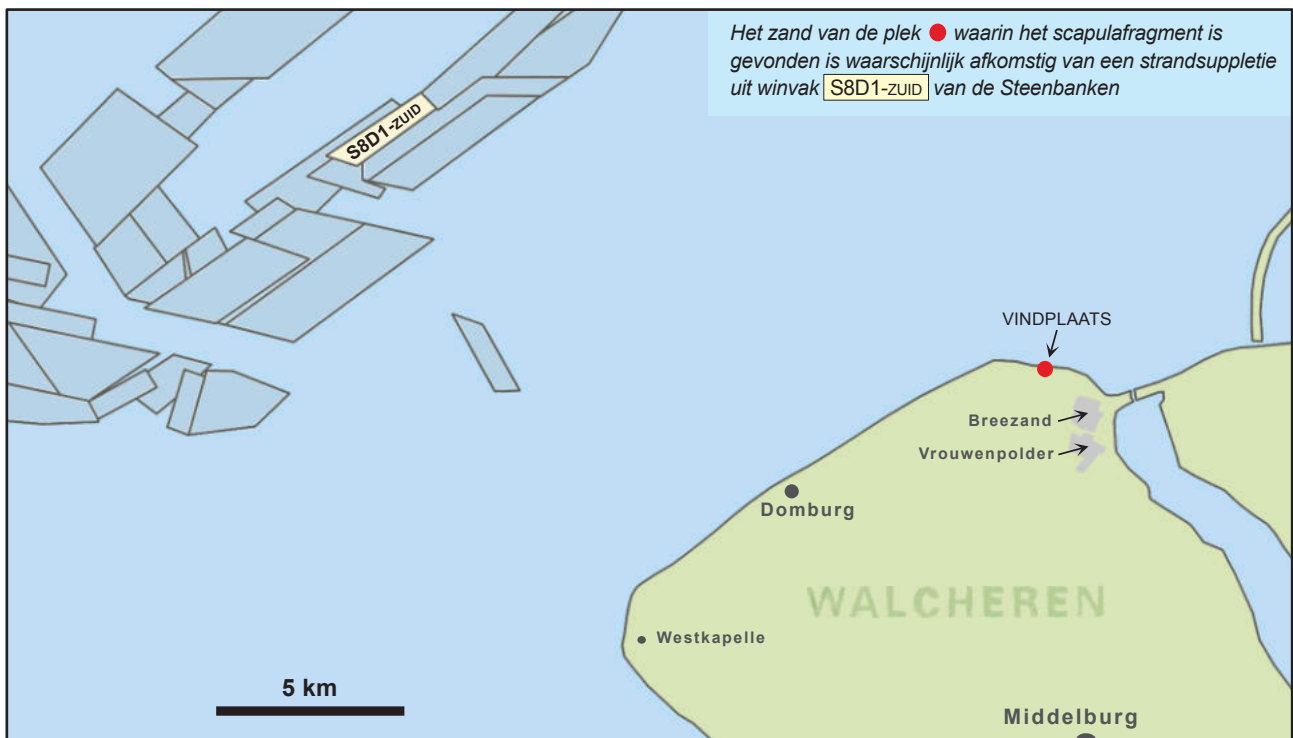 Het zand van de plek waarin het scapulafragment is
gevonden is waarschijnlijk afkomstig van een strandsuppletie
uit winvak S8D1-ZUID van de Steenbanken
S8D1-ZUID
VINDPLAATS
Breezand
Vrouwenpolder
Domburg
WALCHEREN
Westkapelle
5 km
Middelburg